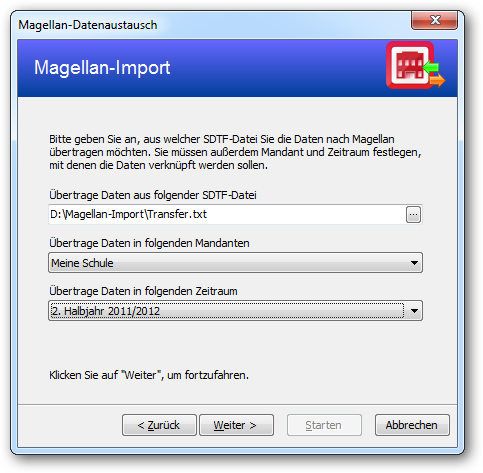 Magellan-Datenaustausch
Magellan-Import
Bitte geben Sie an, aus welcher SDTF-Datei Sie die Daten nach Magellan
übertragen möchten. Sie müssen außerdem Mandant und Zeitraum festlegen,
mit denen die Daten verknüpft werden sollen.
Übertrage Daten aus folgender SDTF-Datei
D:\Magellan-Import\Transfer.txt
...
Übertrage Daten in folgenden Mandanten
Meine Schule
Übertrage Daten in folgenden Zeitraum
2. Halbjahr 2011/2012
Klicken Sie auf "Weiter", um fortzufahren.
< Zurück Weiter > Starten Abbrechen